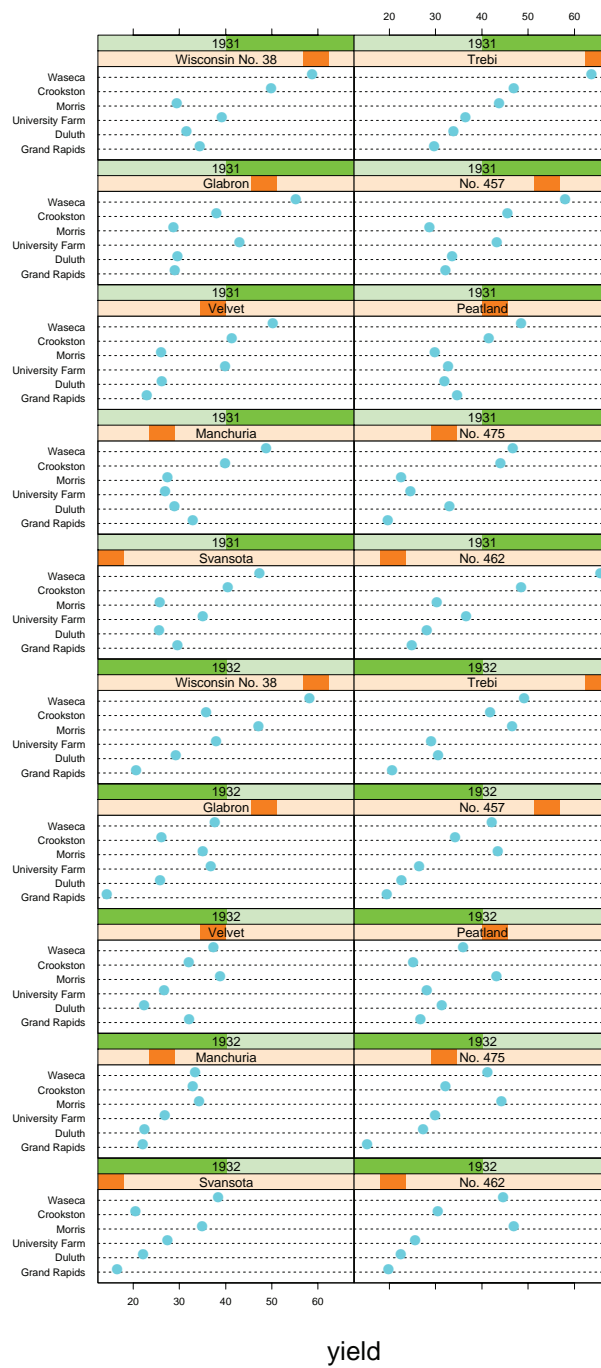 20 30 40 50 60
1931 1931
Wisconsin No. 38 Trebi
Waseca
Crookston
Morris
University Farm
Duluth
Grand Rapids
1931 1931
Glabron No. 457
Waseca
Crookston
Morris
University Farm
Duluth
Grand Rapids
1931 1931
Velvet Peatland
Waseca
Crookston
Morris
University Farm
Duluth
Grand Rapids
1931 1931
Manchuria No. 475
Waseca
Crookston
Morris
University Farm
Duluth
Grand Rapids
1931 1931
Svansota No. 462
Waseca
Crookston
Morris
University Farm
Duluth
Grand Rapids
1932 1932
Wisconsin No. 38 Trebi
Waseca
Crookston
Morris
University Farm
Duluth
Grand Rapids
1932 1932
Glabron No. 457
Waseca
Crookston
Morris
University Farm
Duluth
Grand Rapids
1932 1932
Velvet Peatland
Waseca
Crookston
Morris
University Farm
Duluth
Grand Rapids
1932 1932
Manchuria No. 475
Waseca
Crookston
Morris
University Farm
Duluth
Grand Rapids
1932 1932
Svansota No. 462
Waseca
Crookston
Morris
University Farm
Duluth
Grand Rapids
20 30 40 50 60
yield